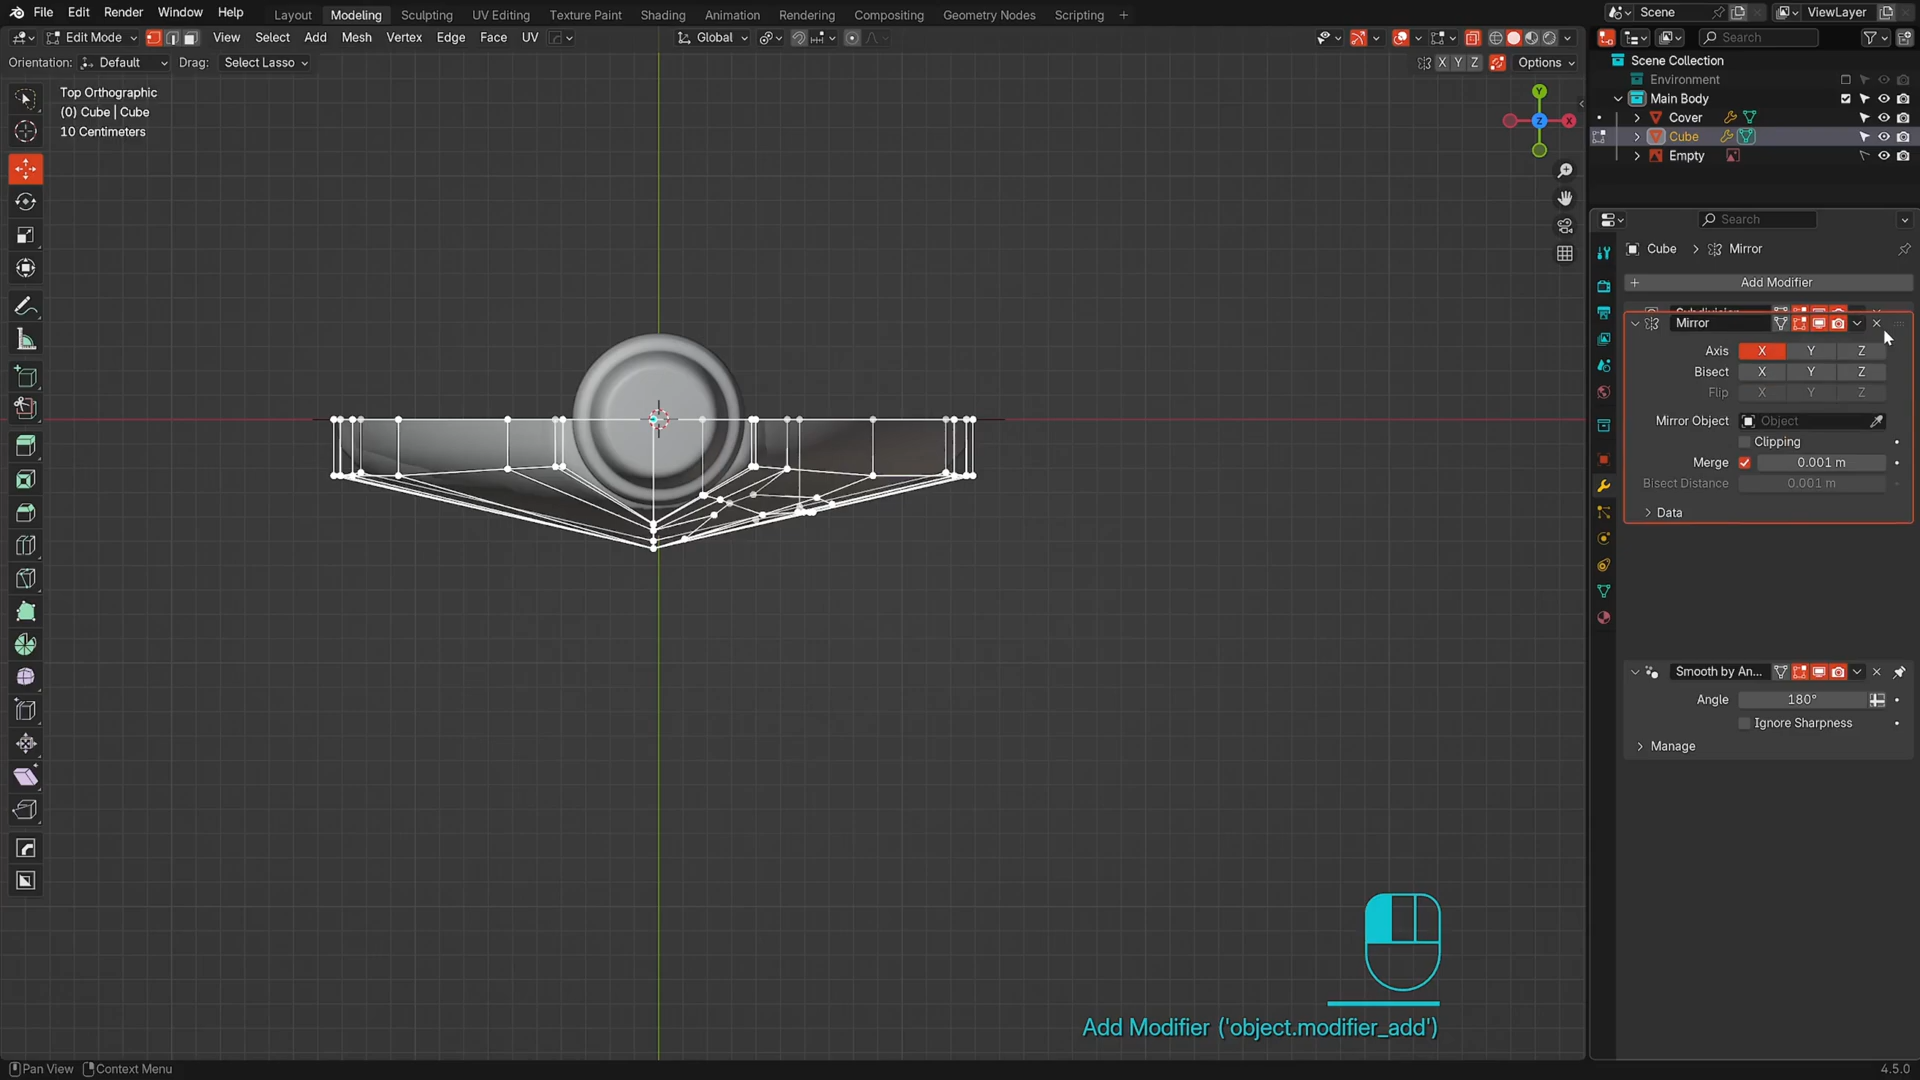 File Edit Render Window Help
Layout Modeling Sculpting UV Editing Texture Paint Shading Animation Rendering Compositing Geometry Nodes Scripting
Scene
ViewLayer
Edit Mode
View Select Add Mesh Vertex Edge Face UV
Global
Search
Orientation: Default Drag: Select Lasso
X Y Z Options
Scene Collection
Environment
Main Body
Cover
Cube
Empty
Top Orthographic
(0) Cube | Cube
10 Centimeters
Y
Z
X
Search
Cube > Mirror
Add Modifier
Subdivision
Mirror
Axis X Y Z
Bisect X Y Z
Flip X Y Z
Mirror Object Object
Clipping
Merge 0.001 m
Bisect Distance 0.001 m
Data
Smooth by An...
Angle 180°
Ignore Sharpness
Manage
Add Modifier ('object.modifier_add')
Pan View Context Menu
4.5.0